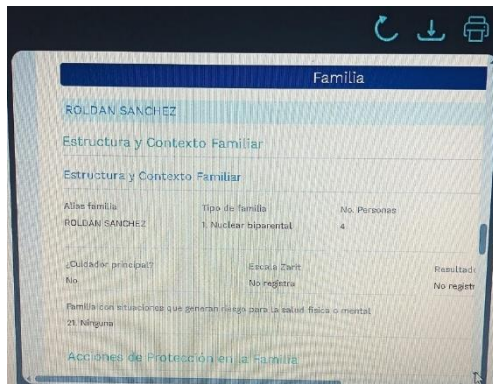 Familia
ROLDAN SANCHEZ
Estructura y Contexto Familiar
Estructura y Contexto Familiar
Alias familia Tipo de familia No. Personas
ROLDAN SANCHEZ 1. Nuclear biparental 4
¿Cuidador principal? Escala Zarit Resultad
No No registra No registr
Familia con situaciones que generan riesgo para la salud física o mental
21. Ninguna
Acciones de Protección en la Familia